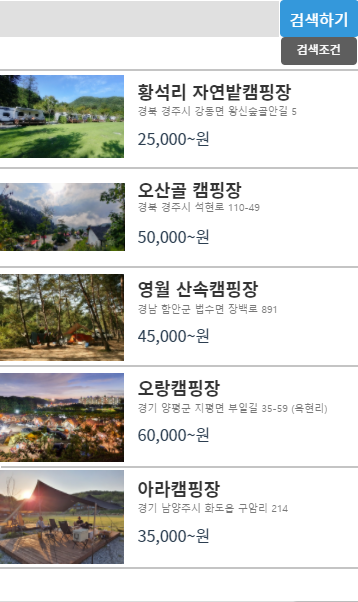 검색하기
검색조건
황석리 자연밭캠핑장
경북 경주시 강동면 왕신숲골안길 5
25,000~원
오산골 캠핑장
경북 경주시 석현로 110-49
50,000~원
영월 산속캠핑장
경남 함안군 법수면 장백로 891
45,000~원
오랑캠핑장
경기 양평군 지평면 부일길 35-59 (옥현리)
60,000~원
아라캠핑장
경기 남양주시 화도읍 구암리 214
35,000~원